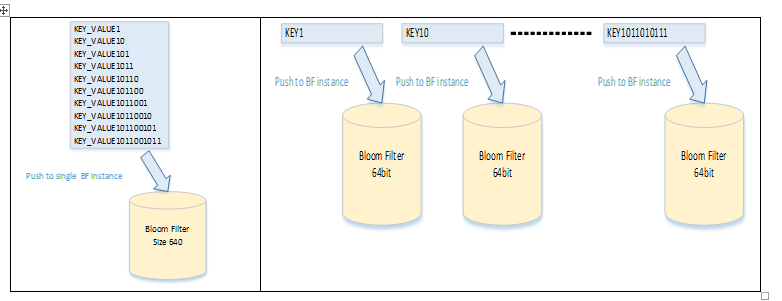 KEY_VALUE1
KEY_VALUE10
KEY_VALUE101
KEY_VALUE1011
KEY_VALUE10110
KEY_VALUE101100
KEY_VALUE1011001
KEY_VALUE10110010
KEY_VALUE101100101
KEY_VALUE1011001011
Push to single BF instance
Bloom Filter
Size 640
KEY1
KEY10
KEY1011010111
Push to BF instance
Push to BF instance
Push to BF instance
Bloom Filter
64bit
Bloom Filter
64bit
Bloom Filter
64bit